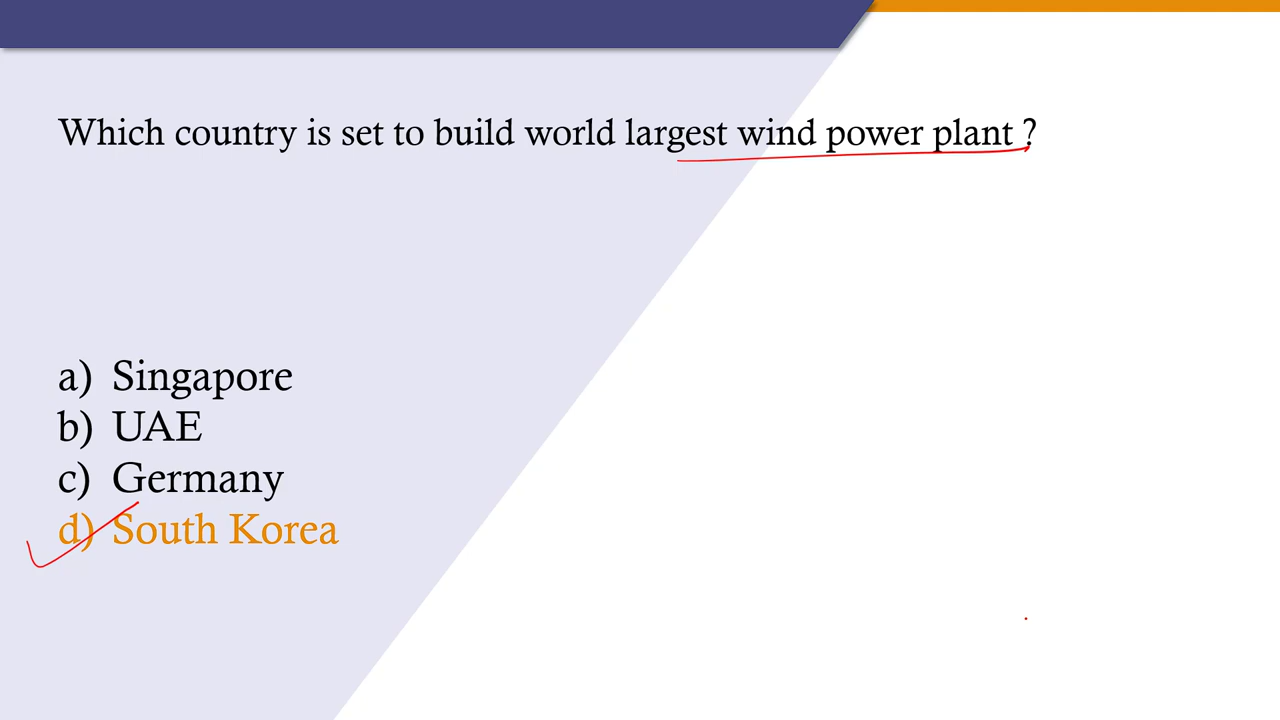 Which country is set to build world largest wind power plant ?
a) Singapore
b) UAE
c) Germany
d) South Korea